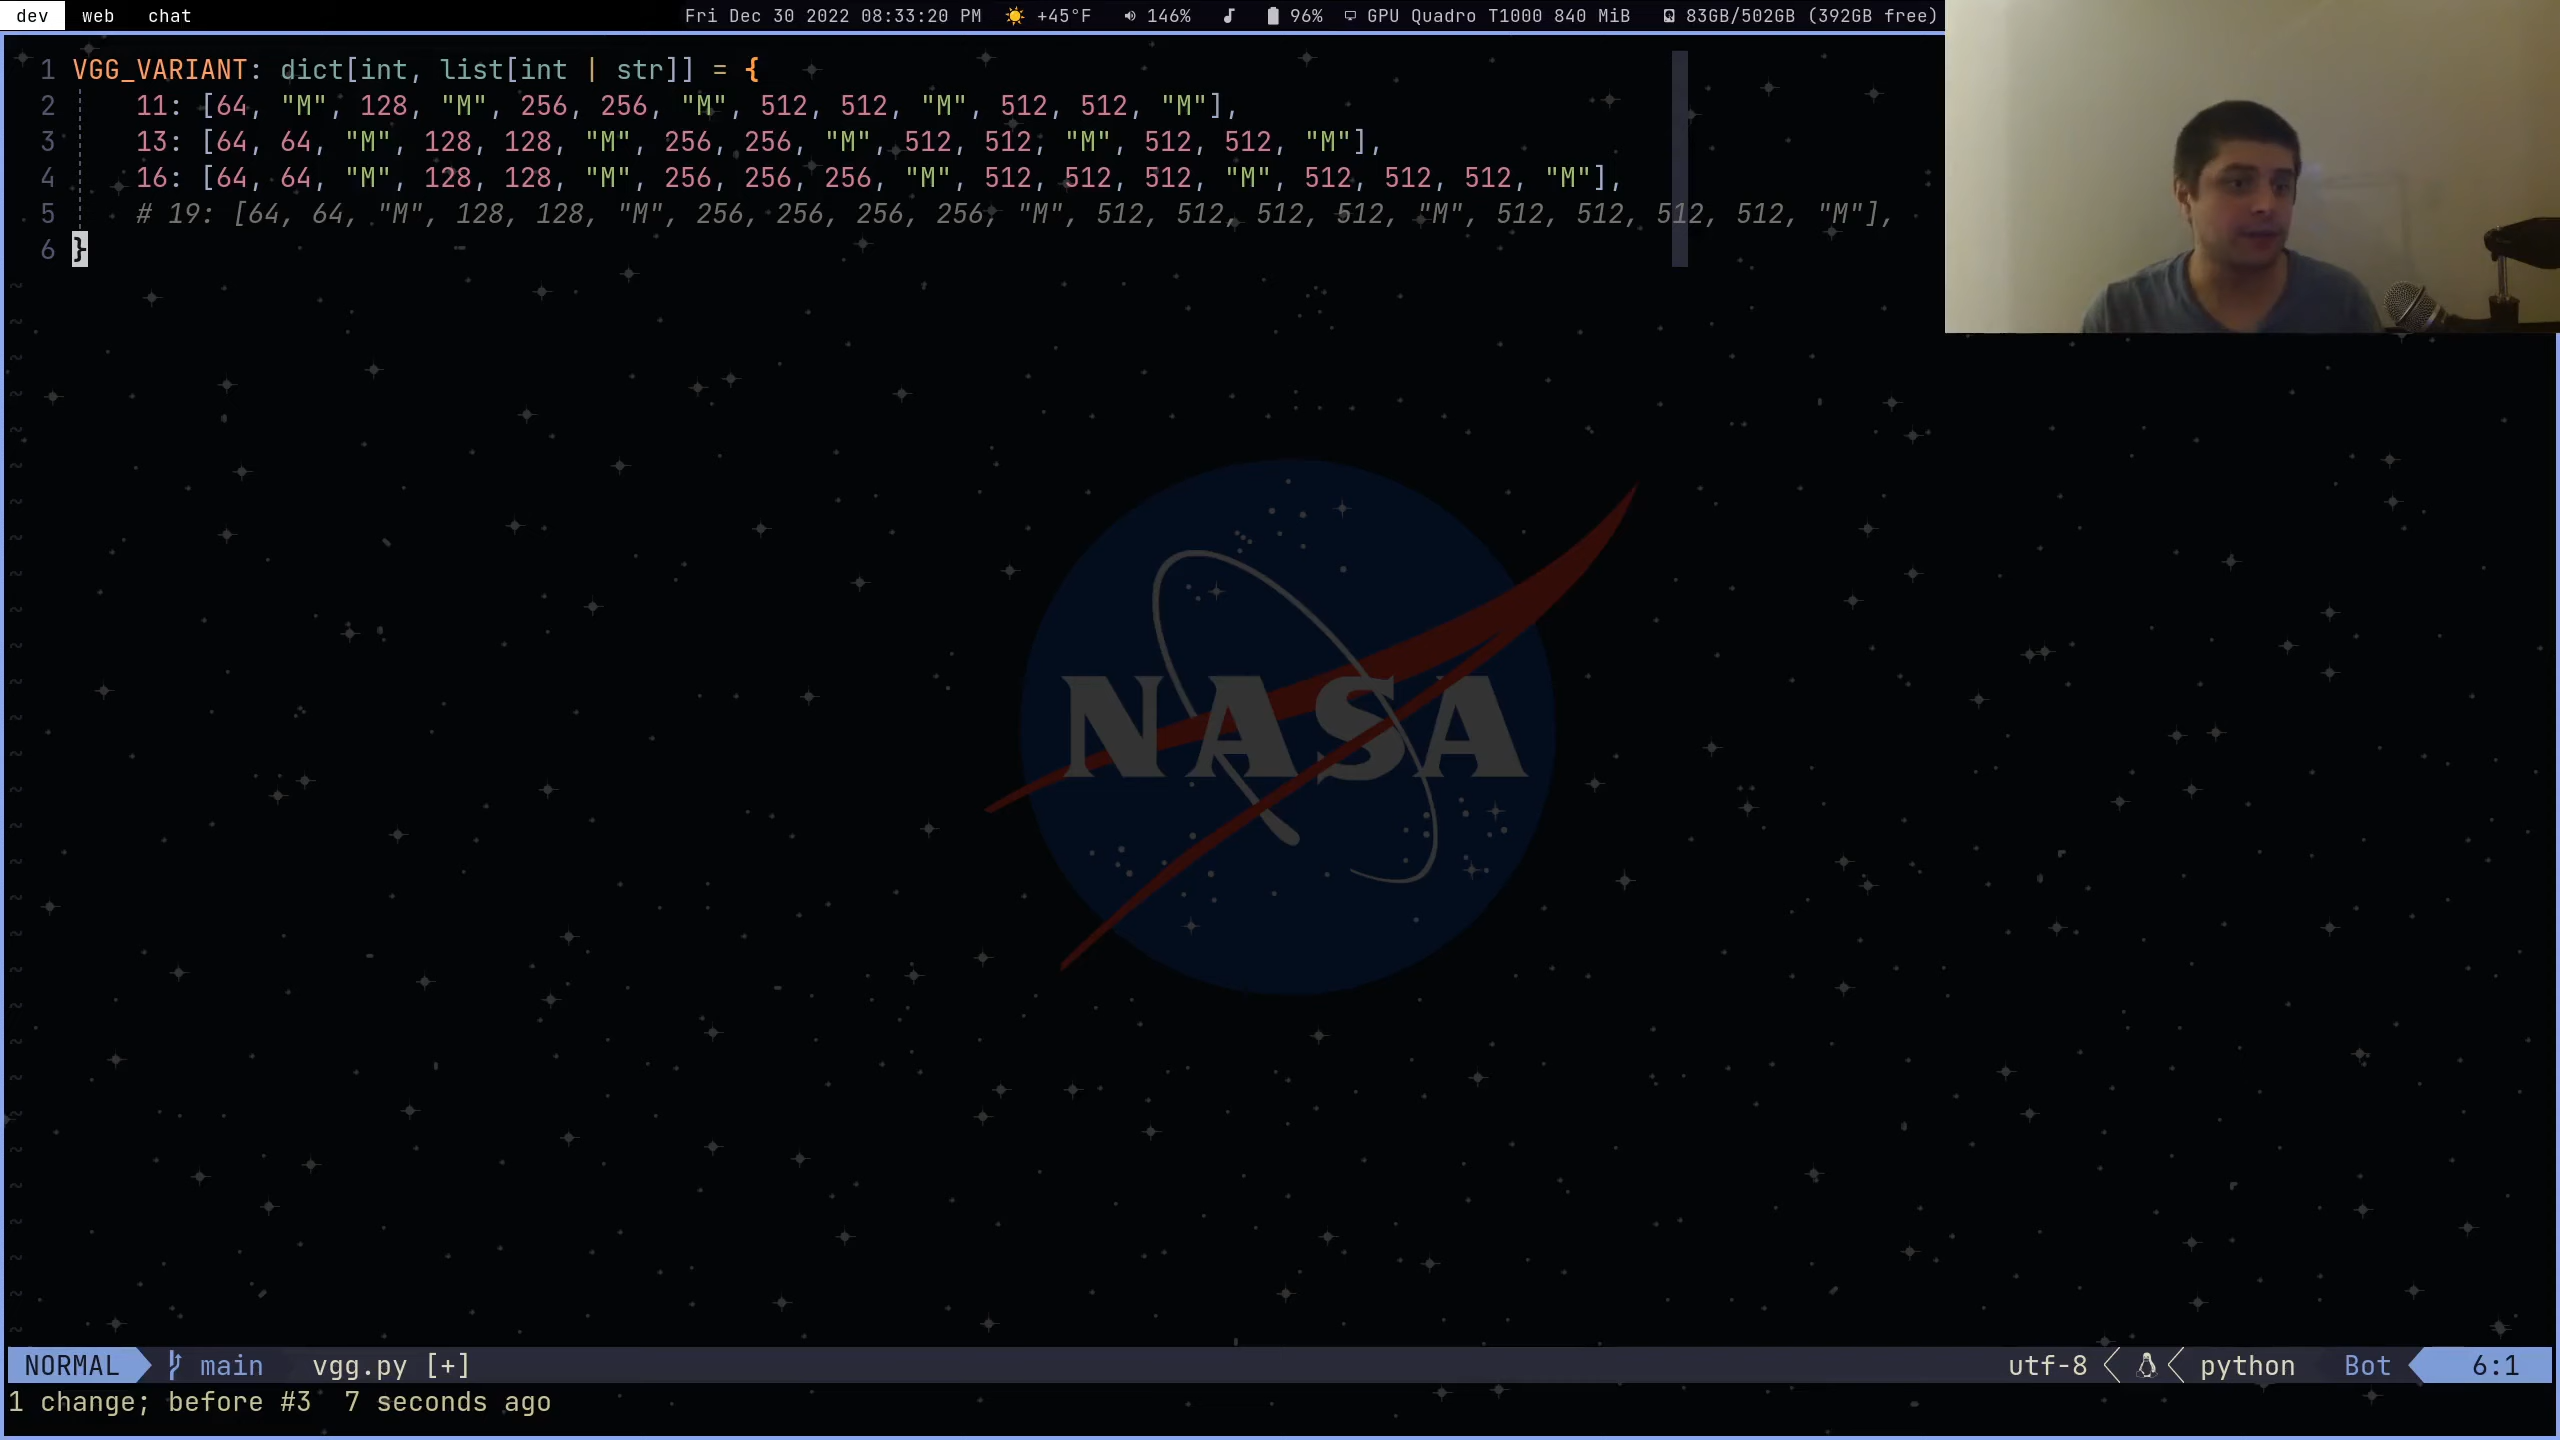 dev web chat Fri Dec 30 2022 08:33:20 PM +45°F 146% 96% GPU Quadro T1000 840 MiB 83GB/502GB (392GB free)
1 VGG_VARIANT: dict[int, list[int | str]] = {
2     11: [64, "M", 128, "M", 256, 256, "M", 512, 512, "M", 512, 512, "M"],
3     13: [64, 64, "M", 128, 128, "M", 256, 256, "M", 512, 512, "M", 512, 512, "M"],
4     16: [64, 64, "M", 128, 128, "M", 256, 256, 256, "M", 512, 512, 512, "M", 512, 512, 512, "M"],
5     # 19: [64, 64, "M", 128, 128, "M", 256, 256, 256, 256, "M", 512, 512, 512, 512, "M", 512, 512, 512, 512, "M"],
6 }
NASA
NORMAL main vgg.py [+] utf-8 python Bot 6:1
1 change; before #3  7 seconds ago